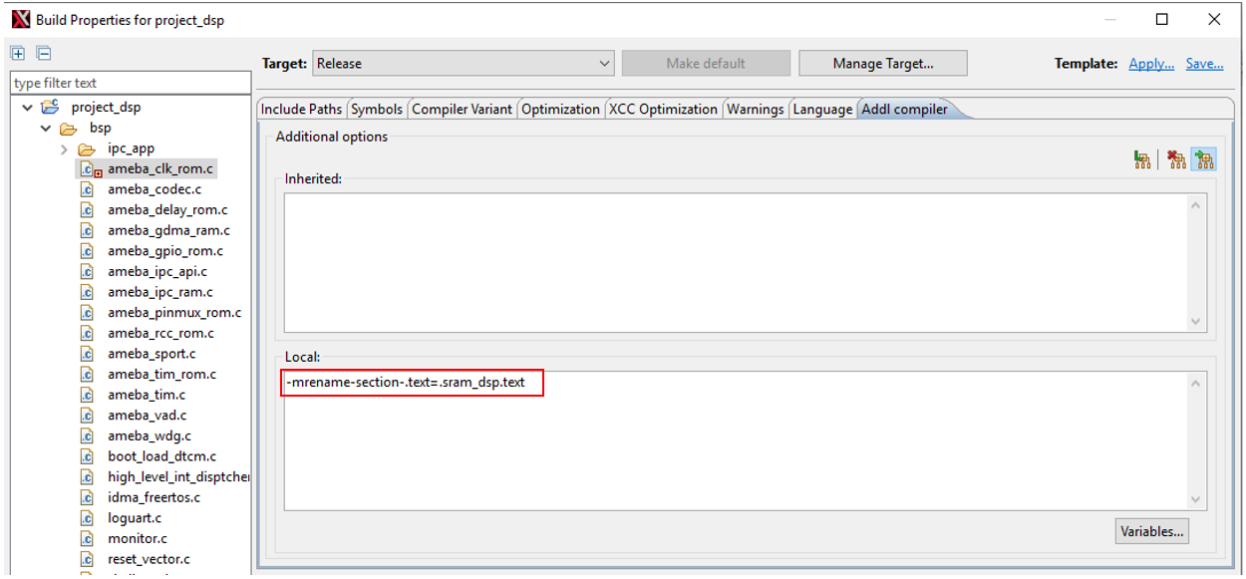 Build Properties for project_dsp
Target: Release Make default Manage Target... Template: Apply... Save...
type filter text
project_dsp
bsp
ipc_app
ameba_clk_rom.c
ameba_codec.c
ameba_delay_rom.c
ameba_gdma_ram.c
ameba_gpio_rom.c
ameba_ipc_api.c
ameba_ipc_ram.c
ameba_pinmux_rom.c
ameba_rcc_rom.c
ameba_sport.c
ameba_tim_rom.c
ameba_tim.c
ameba_vad.c
ameba_wdg.c
boot_load_dtcm.c
high_level_int_disptcher
idma_freertos.c
loguart.c
monitor.c
reset_vector.c
Include Paths Symbols Compiler Variant Optimization XCC Optimization Warnings Language Addl compiler
Additional options
Inherited:
Local:
-mrename-section-.text=.sram_dsp.text
Variables...